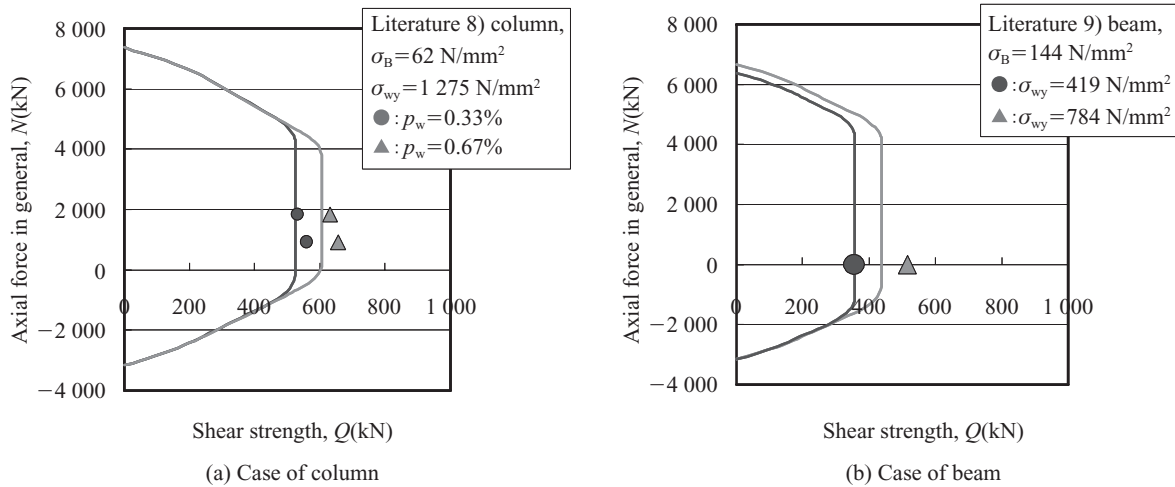 8 000
6 000
4 000
2 000
0
−2 000
−4 000
0
200
400
600
800
1 000
Axial force in general, N(kN)
Literature 8) column,
σB=62 N/mm²
σwy=1 275 N/mm²
●: pw=0.33%
▲: pw=0.67%
Shear strength, Q(kN)
(a) Case of column
8 000
6 000
4 000
2 000
0
−2 000
−4 000
0
200
400
600
800
1 000
Axial force in general, N(kN)
Literature 9) beam,
σB=144 N/mm²
●:σwy=419 N/mm²
▲:σwy=784 N/mm²
Shear strength, Q(kN)
(b) Case of beam